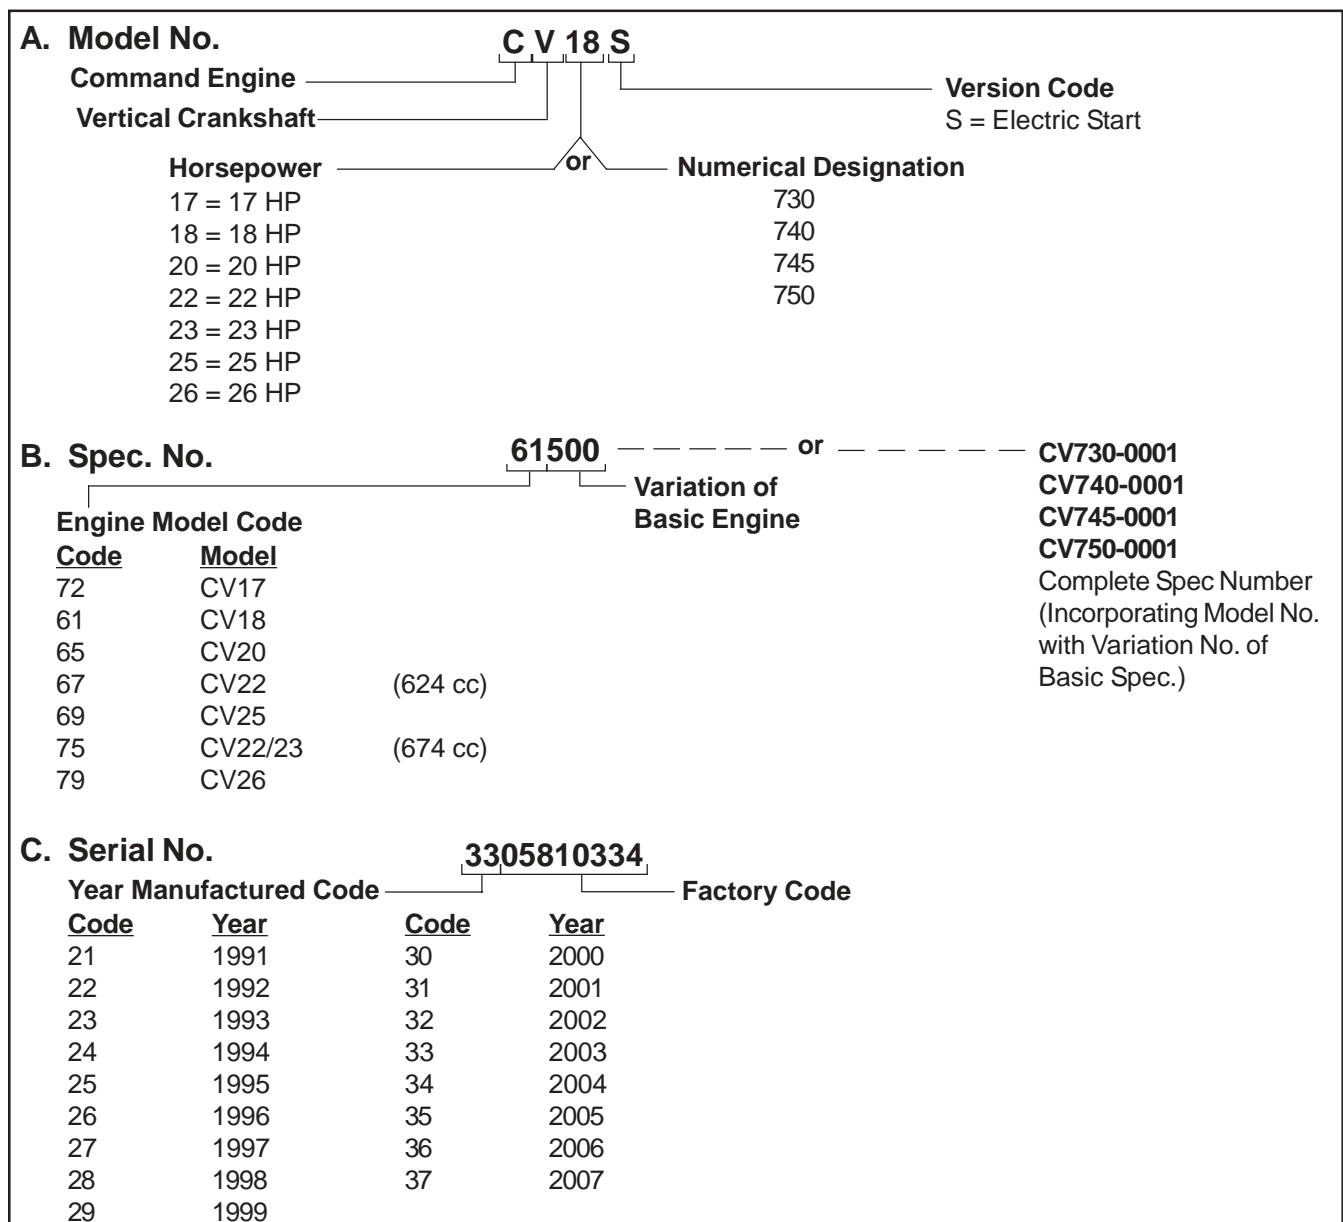 A. Model No. C V 18 S
Command Engine
Version Code
Vertical Crankshaft
S = Electric Start
Horsepower or Numerical Designation
17 = 17 HP 730
18 = 18 HP 740
20 = 20 HP 745
22 = 22 HP 750
23 = 23 HP
25 = 25 HP
26 = 26 HP
B. Spec. No. 61500 or CV730-0001
Variation of CV740-0001
Engine Model Code Basic Engine CV745-0001
Code Model CV750-0001
72 CV17 Complete Spec Number
61 CV18 (Incorporating Model No.
65 CV20 with Variation No. of
67 CV22 (624 cc) Basic Spec.)
69 CV25
75 CV22/23 (674 cc)
79 CV26
C. Serial No. 3305810334
Year Manufactured Code Factory Code
Code Year Code Year
21 1991 30 2000
22 1992 31 2001
23 1993 32 2002
24 1994 33 2003
25 1995 34 2004
26 1996 35 2005
27 1997 36 2006
28 1998 37 2007
29 1999